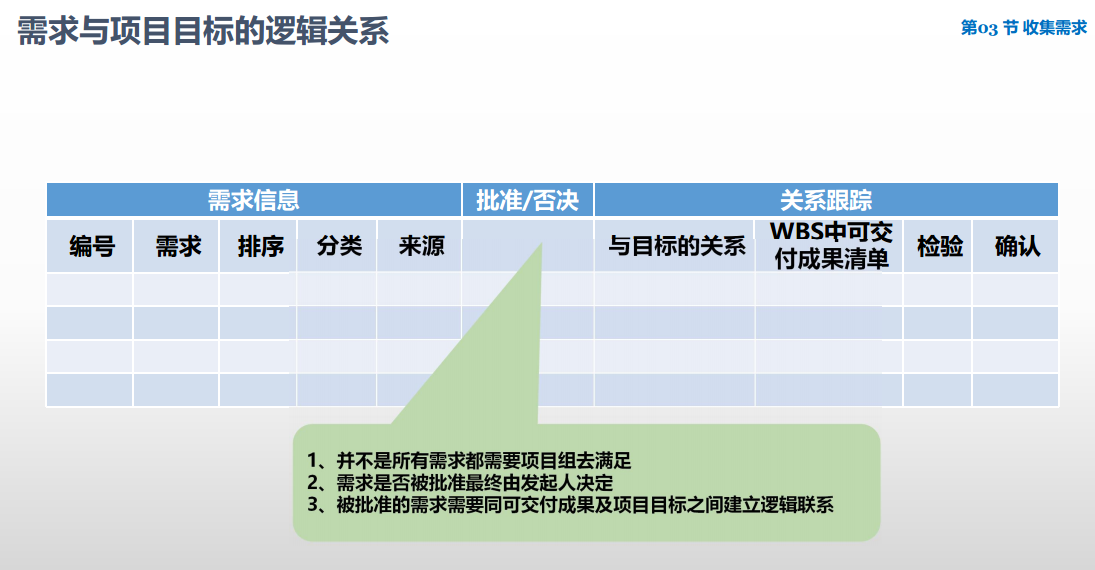 需求与项目目标的逻辑关系
第03 节 收集需求
需求信息 批准/否决 关系跟踪
编号 需求 排序 分类 来源 与目标的关系 WBS中可交 检验 确认
付成果清单
1、并不是所有需求都需要项目组去满足
2、需求是否被批准最终由发起人决定
3、被批准的需求需要同可交付成果及项目目标之间建立逻辑联系